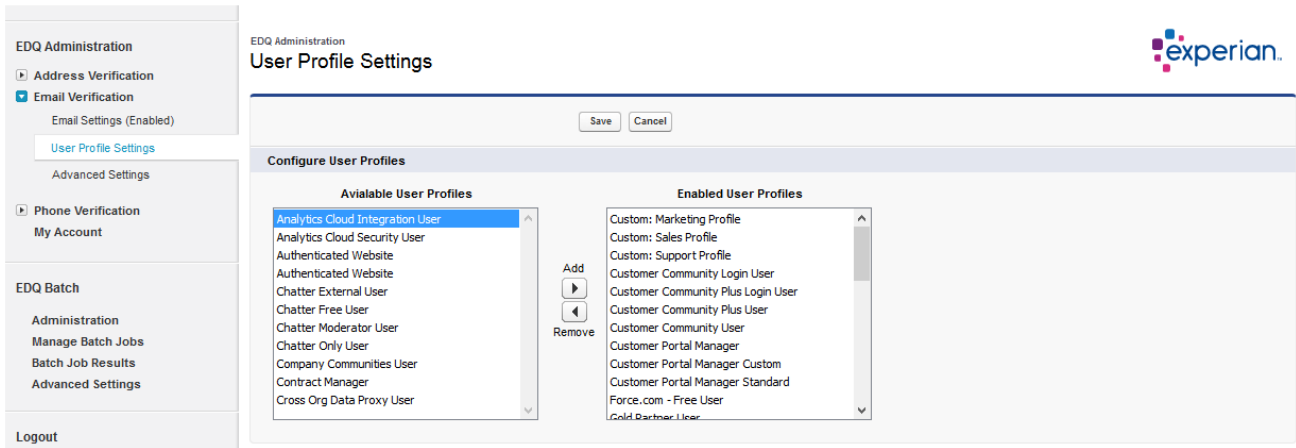 EDQ Administration
Address Verification
Email Verification
Email Settings (Enabled)
User Profile Settings
Advanced Settings
Phone Verification
My Account
EDQ Batch
Administration
Manage Batch Jobs
Batch Job Results
Advanced Settings
Logout
EDQ Administration
User Profile Settings
experian.
Save Cancel
Configure User Profiles
Avialable User Profiles
Analytics Cloud Integration User
Analytics Cloud Security User
Authenticated Website
Authenticated Website
Chatter External User
Chatter Free User
Chatter Moderator User
Chatter Only User
Company Communities User
Contract Manager
Cross Org Data Proxy User
Add
Remove
Enabled User Profiles
Custom: Marketing Profile
Custom: Sales Profile
Custom: Support Profile
Customer Community Login User
Customer Community Plus Login User
Customer Community Plus User
Customer Community User
Customer Portal Manager
Customer Portal Manager Custom
Customer Portal Manager Standard
Force.com - Free User
Gold Partner User